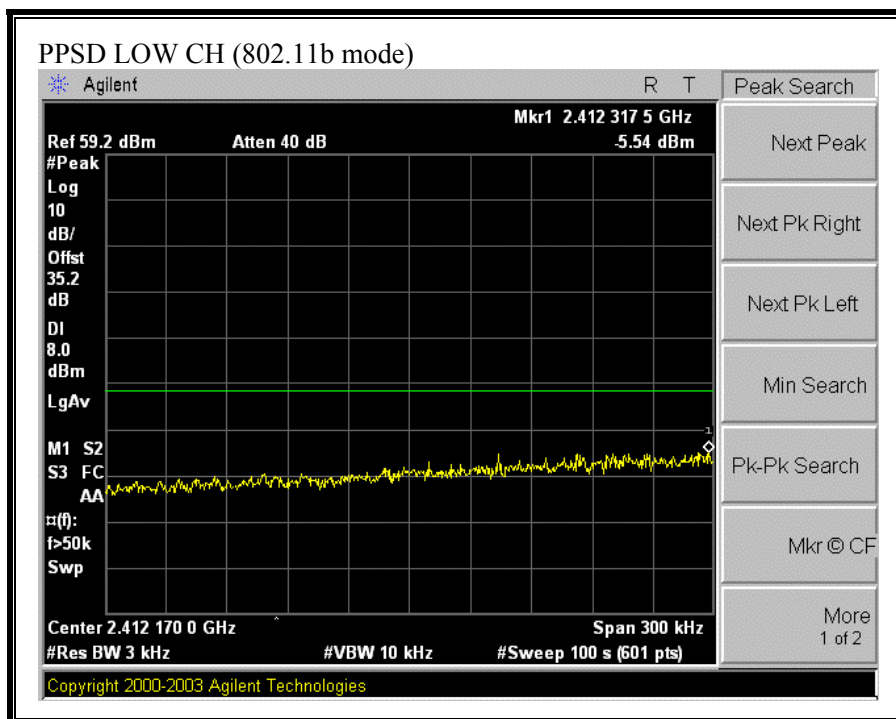 PPSD LOW CH (802.11b mode)
Agilent R T
Peak Search
Mkr1 2.412 317 5 GHz
Ref 59.2 dBm Atten 40 dB -5.54 dBm
#Peak
Log
10
dB/
Offst
35.2
dB
DI
8.0
dBm
LgAv
1
M1 S2
S3 FC
AA
¤(f):
f>50k
Swp
Center 2.412 170 0 GHz Span 300 kHz
#Res BW 3 kHz #VBW 10 kHz #Sweep 100 s (601 pts)
Copyright 2000-2003 Agilent Technologies
Next Peak
Next Pk Right
Next Pk Left
Min Search
Pk-Pk Search
Mkr © CF
More
1 of 2